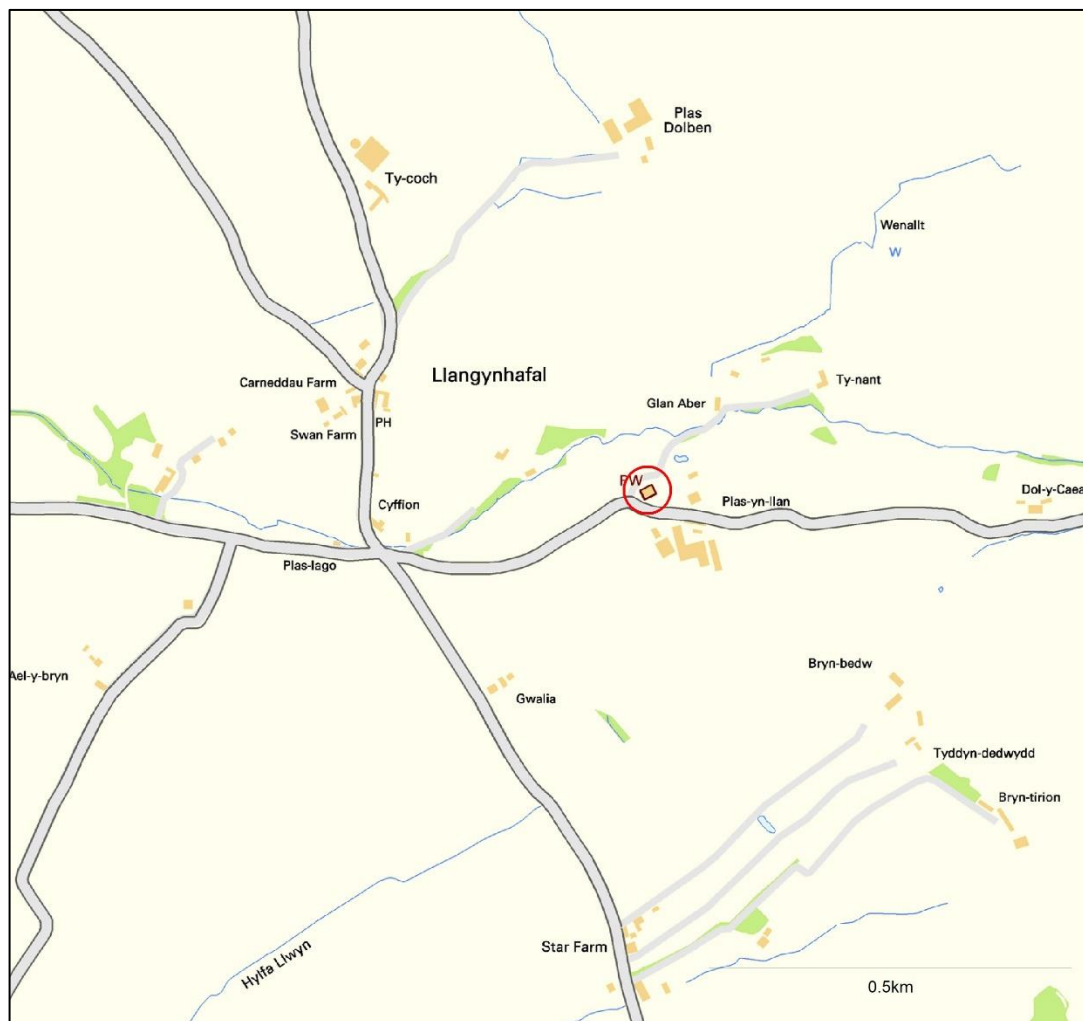 Plas
Dolben
Ty-coch
Wenallt
W
Llangynhafal
Carneddau Farm
Ty-nant
Glan Aber
PH
Swan Farm
PW
Dol-y-Caea
Cyffion
Plas-yn-llan
Plas-Iago
Bryn-bedw
Ael-y-bryn
Gwalia
Tyddyn-dedwydd
Bryn-tirion
Star Farm
Hylfa Llwyn
0.5km